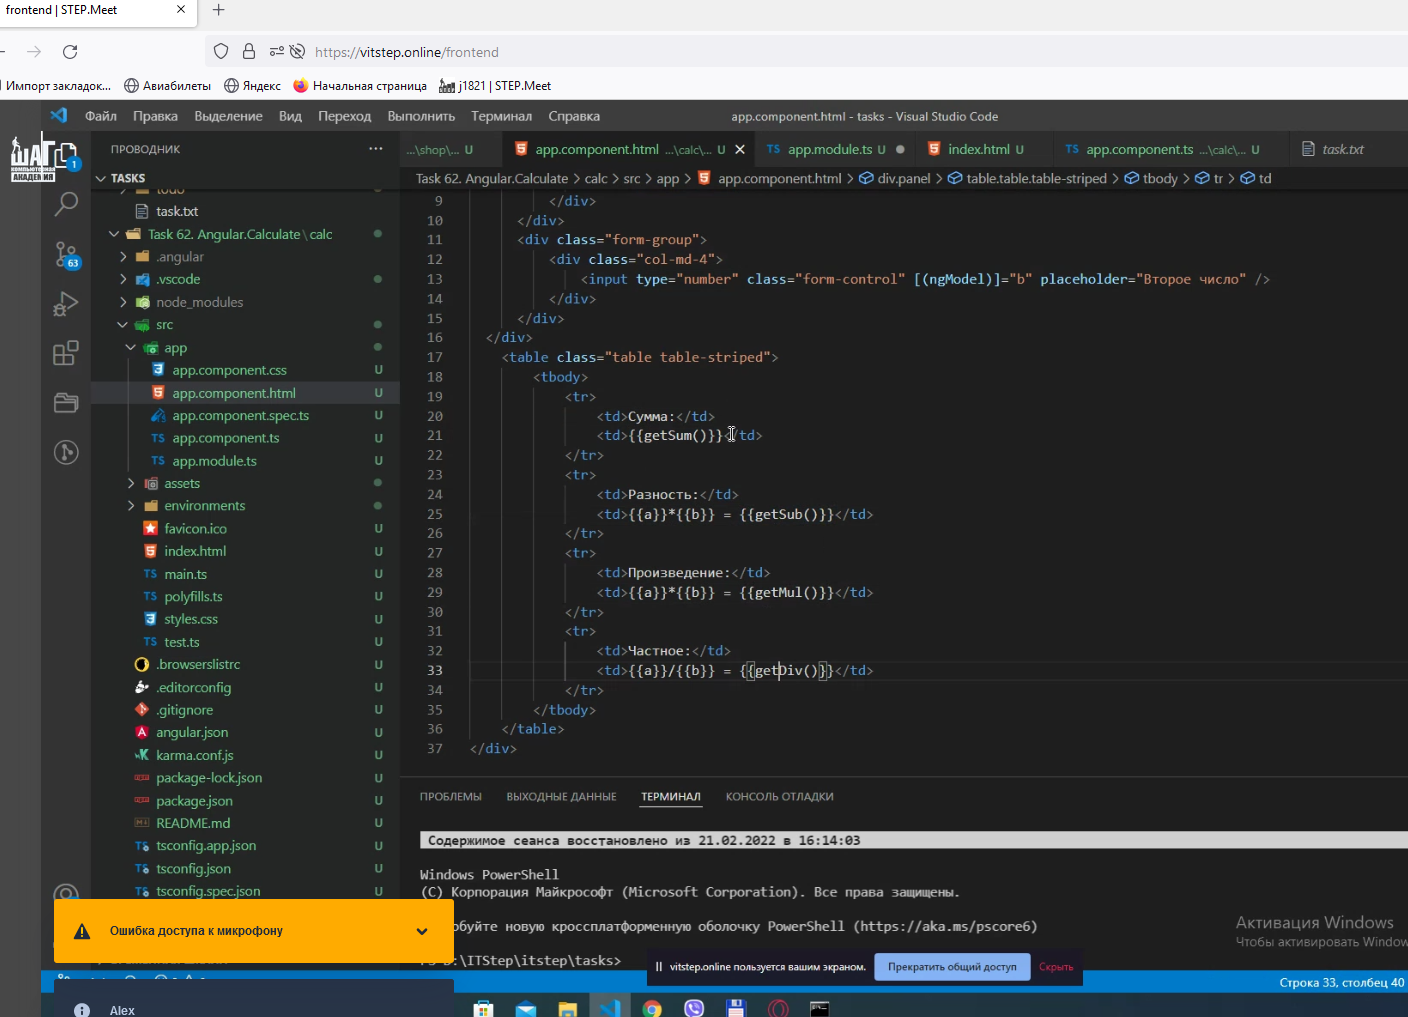 frontend | STEP.Meet
https://vitstep.online/frontend
Импорт закладок...
Авиабилеты
Яндекс
Начальная страница
j1821 | STEP.Meet
Файл Правка Выделение Вид Переход Выполнить Терминал Справка
app.component.html - tasks - Visual Studio Code
ШАГ
КОМПЬЮТЕРНАЯ
АКАДЕМИЯ
1
ПРОВОДНИК
...\shop\... U
app.component.html ...\calc\... U
TS app.module.ts U
index.html U
TS app.component.ts ...\calc\... U
task.txt
TASKS
Task 62. Angular.Calculate > calc > src > app > app.component.html > div.panel > table.table.table-striped > tbody > tr > td
todo
task.txt
Task 62. Angular.Calculate \ calc
.angular
.vscode
63
node_modules
src
app
app.component.css U
app.component.html U
app.component.spec.ts U
TS app.component.ts U
TS app.module.ts U
assets
environments
favicon.ico U
index.html U
TS main.ts U
TS polyfills.ts U
styles.css U
TS test.ts U
.browserslistrc U
.editorconfig U
.gitignore U
angular.json U
karma.conf.js U
package-lock.json U
package.json U
README.md U
tsconfig.app.json U
tsconfig.json U
tsconfig.spec.json U
9 </div>
10 </div>
11 <div class="form-group">
12 <div class="col-md-4">
13 <input type="number" class="form-control" [(ngModel)]="b" placeholder="Второе число" />
14 </div>
15 </div>
16 </div>
17 <table class="table table-striped">
18 <tbody>
19 <tr>
20 <td>Сумма:</td>
21 <td>{{getSum()}}</td>
22 </tr>
23 <tr>
24 <td>Разность:</td>
25 <td>{{a}}*{{b}} = {{getSub()}}</td>
26 </tr>
27 <tr>
28 <td>Произведение:</td>
29 <td>{{a}}*{{b}} = {{getMul()}}</td>
30 </tr>
31 <tr>
32 <td>Частное:</td>
33 <td>{{a}}/{{b}} = {{getDiv()}}</td>
34 </tr>
35 </tbody>
36 </table>
37 </div>
ПРОБЛЕМЫ ВЫХОДНЫЕ ДАННЫЕ ТЕРМИНАЛ КОНСОЛЬ ОТЛАДКИ
Содержимое сеанса восстановлено из 21.02.2022 в 16:14:03
Windows PowerShell
(C) Корпорация Майкрософт (Microsoft Corporation). Все права защищены.
обуйте новую кроссплатформенную оболочку PowerShell (https://aka.ms/pscore6)
:\ITStep\itstep\tasks>
Активация Windows
Чтобы активировать Window
Ошибка доступа к микрофону
vitstep.online пользуется вашим экраном.
Прекратить общий доступ
Скрыть
Строка 33, столбец 40
Alex